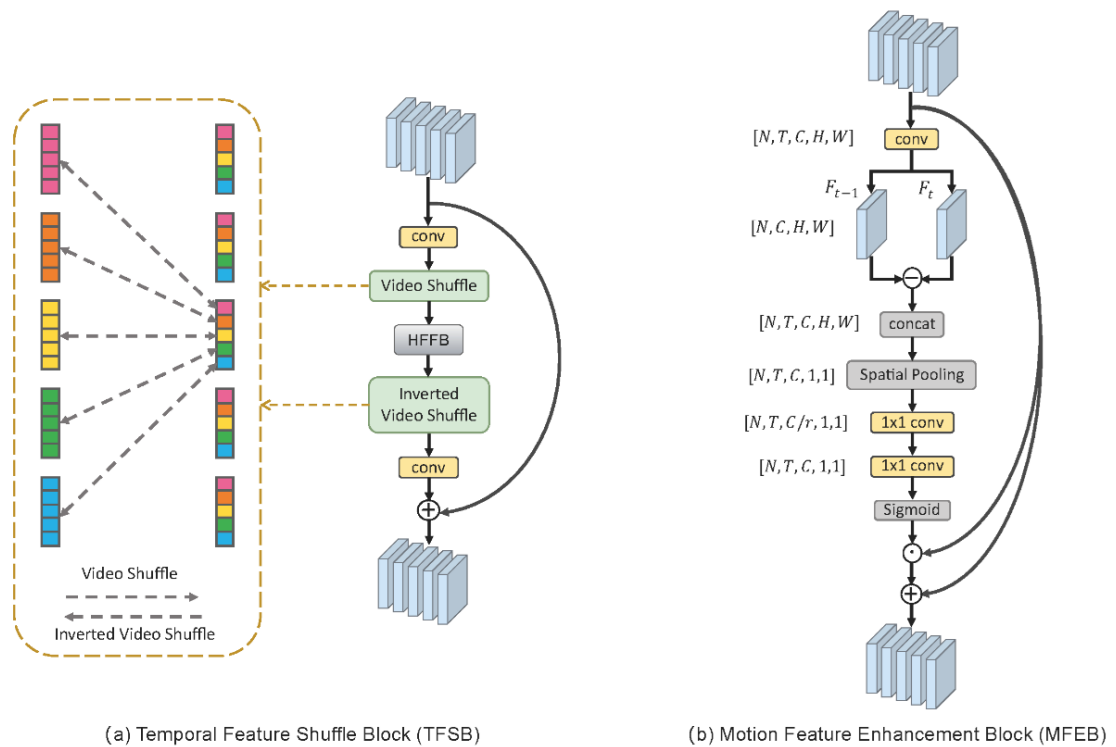 conv
Video Shuffle
HFFB
Inverted
Video Shuffle
conv
+
Video Shuffle
Inverted Video Shuffle
(a) Temporal Feature Shuffle Block (TFSB)
[N, T, C, H, W]
conv
F_{t-1}
F_t
[N, C, H, W]
−
[N, T, C, H, W]
concat
[N, T, C, 1,1]
Spatial Pooling
[N, T, C/r, 1,1]
1x1 conv
[N, T, C, 1,1]
1x1 conv
Sigmoid
·
+
(b) Motion Feature Enhancement Block (MFEB)